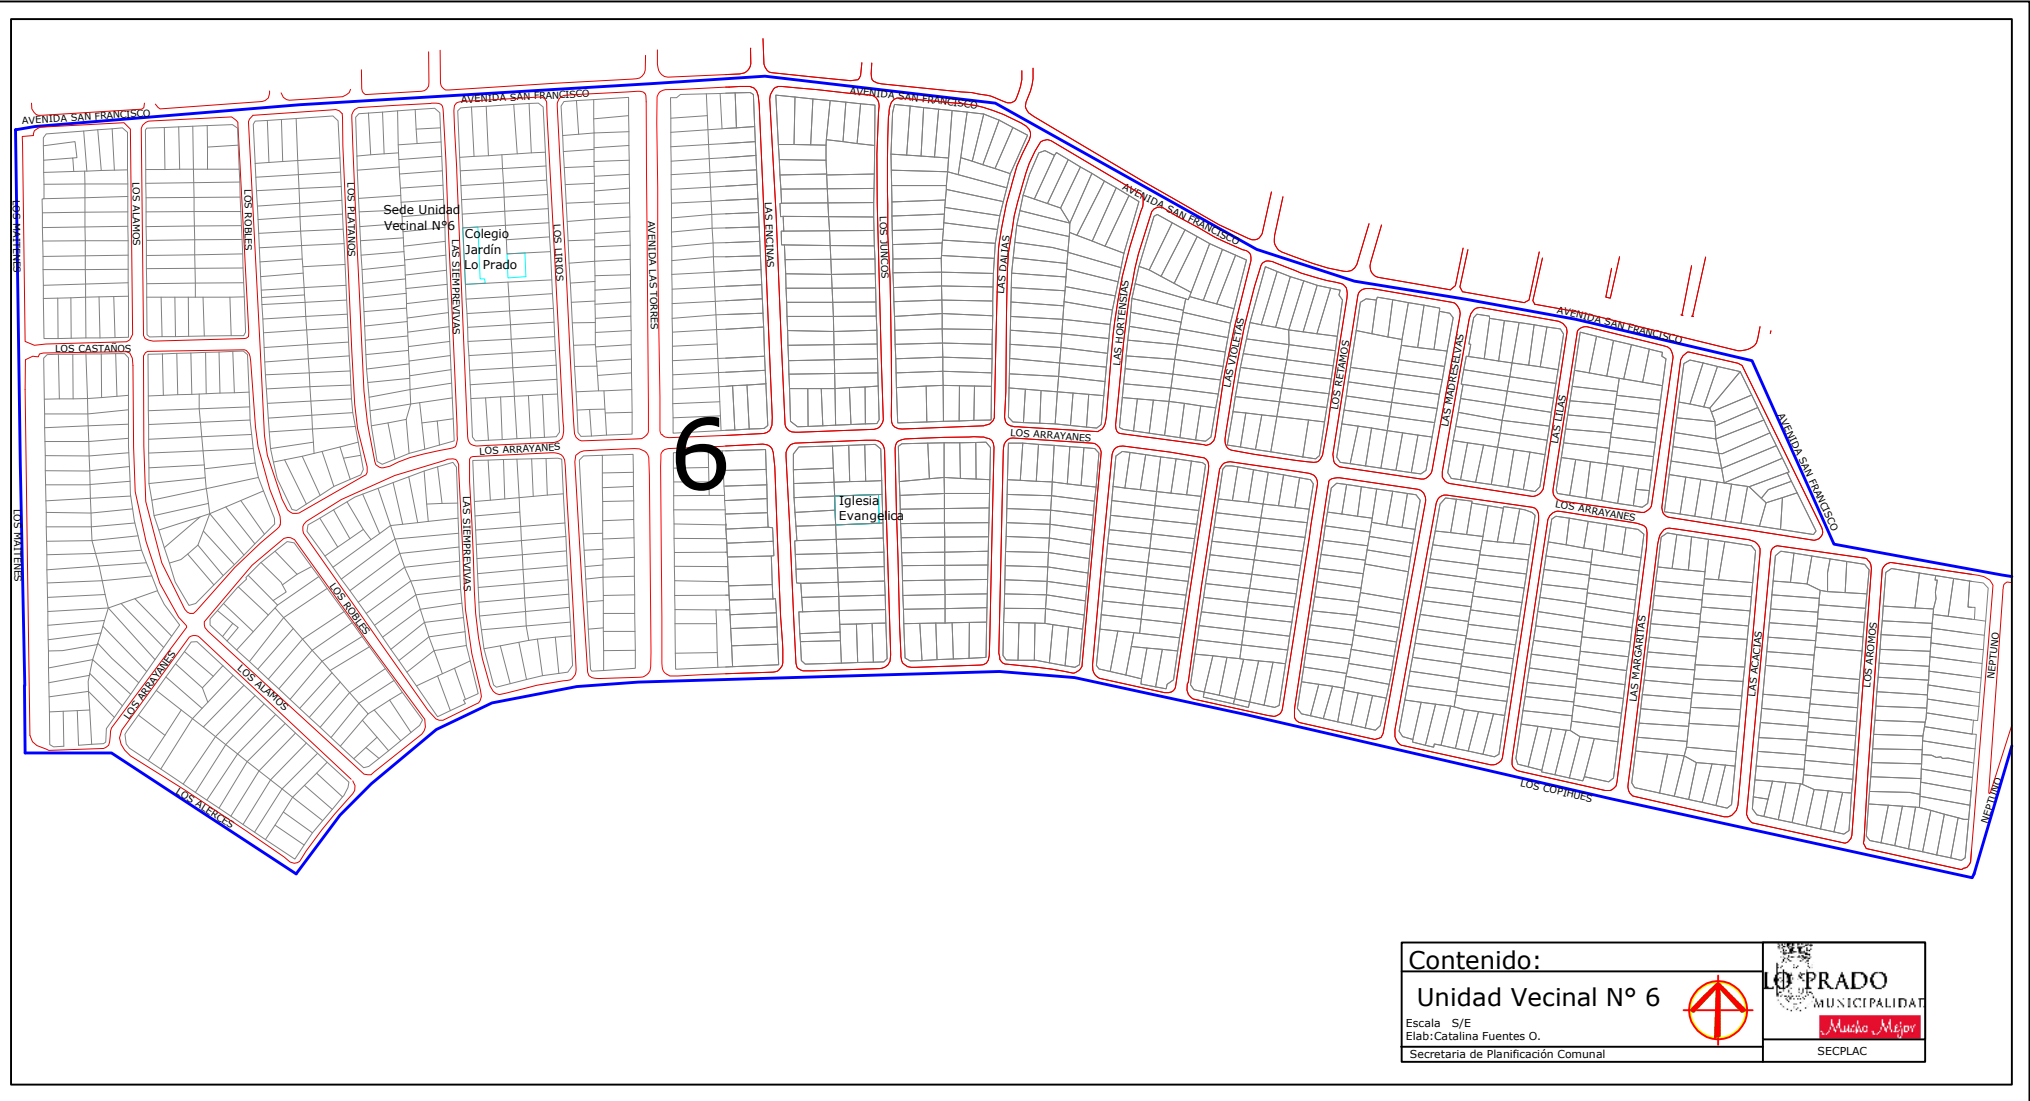 AVENIDA SAN FRANCISCO
AVENIDA SAN FRANCISCO
AVENIDA SAN FRANCISCO
AVENIDA SAN FRANCISCO
AVENIDA SAN FRANCISCO
AVENIDA SAN FRANCISCO
LOS MAITENES
LOS ALAMOS
LOS ROBLES
LOS PLATANOS
Sede Unidad
Vecinal N°6
LAS SIEMPREVIVAS
Colegio
Jardín
Lo Prado
LOS LIRIOS
AVENIDA LAS TORRES
LAS ENCINAS
LOS JUNCOS
LAS DALIAS
LAS HORTENSIAS
LAS VIOLETAS
LOS RETAMOS
LAS MADRESELVAS
LAS LILAS
LOS CASTAÑOS
LOS ARRAYANES
6
LOS ARRAYANES
LOS ARRAYANES
LOS MAITENES
LAS SIEMPREVIVAS
Iglesia
Evangelica
LOS ROBLES
LOS ARRAYANES
LOS ALAMOS
LOS ALERCES
LAS MARGARITAS
LAS ACACIAS
LOS AROMOS
NEPTUNO
NEPTUNO
LOS COPIHUES
Contenido:
Unidad Vecinal N° 6
Escala S/E
Elab:Catalina Fuentes O.
Secretaria de Planificación Comunal
LO PRADO
MUNICIPALIDAD
Mucho Mejor
SECPLAC